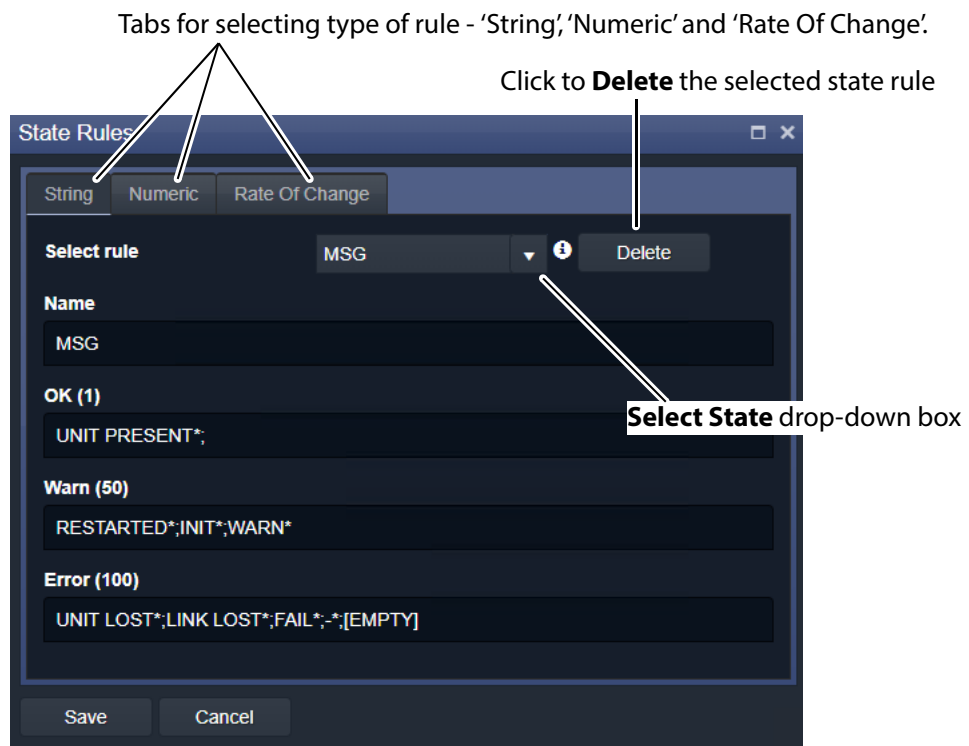 Tabs for selecting type of rule - ‘String’, ‘Numeric’ and ‘Rate Of Change’.
Click to Delete the selected state rule
State Rules
String Numeric Rate Of Change
Select rule MSG Delete
Name
MSG
OK (1)
Select State drop-down box
UNIT PRESENT*;
Warn (50)
RESTARTED*;INIT*;WARN*
Error (100)
UNIT LOST*;LINK LOST*;FAIL*;-*;[EMPTY]
Save Cancel